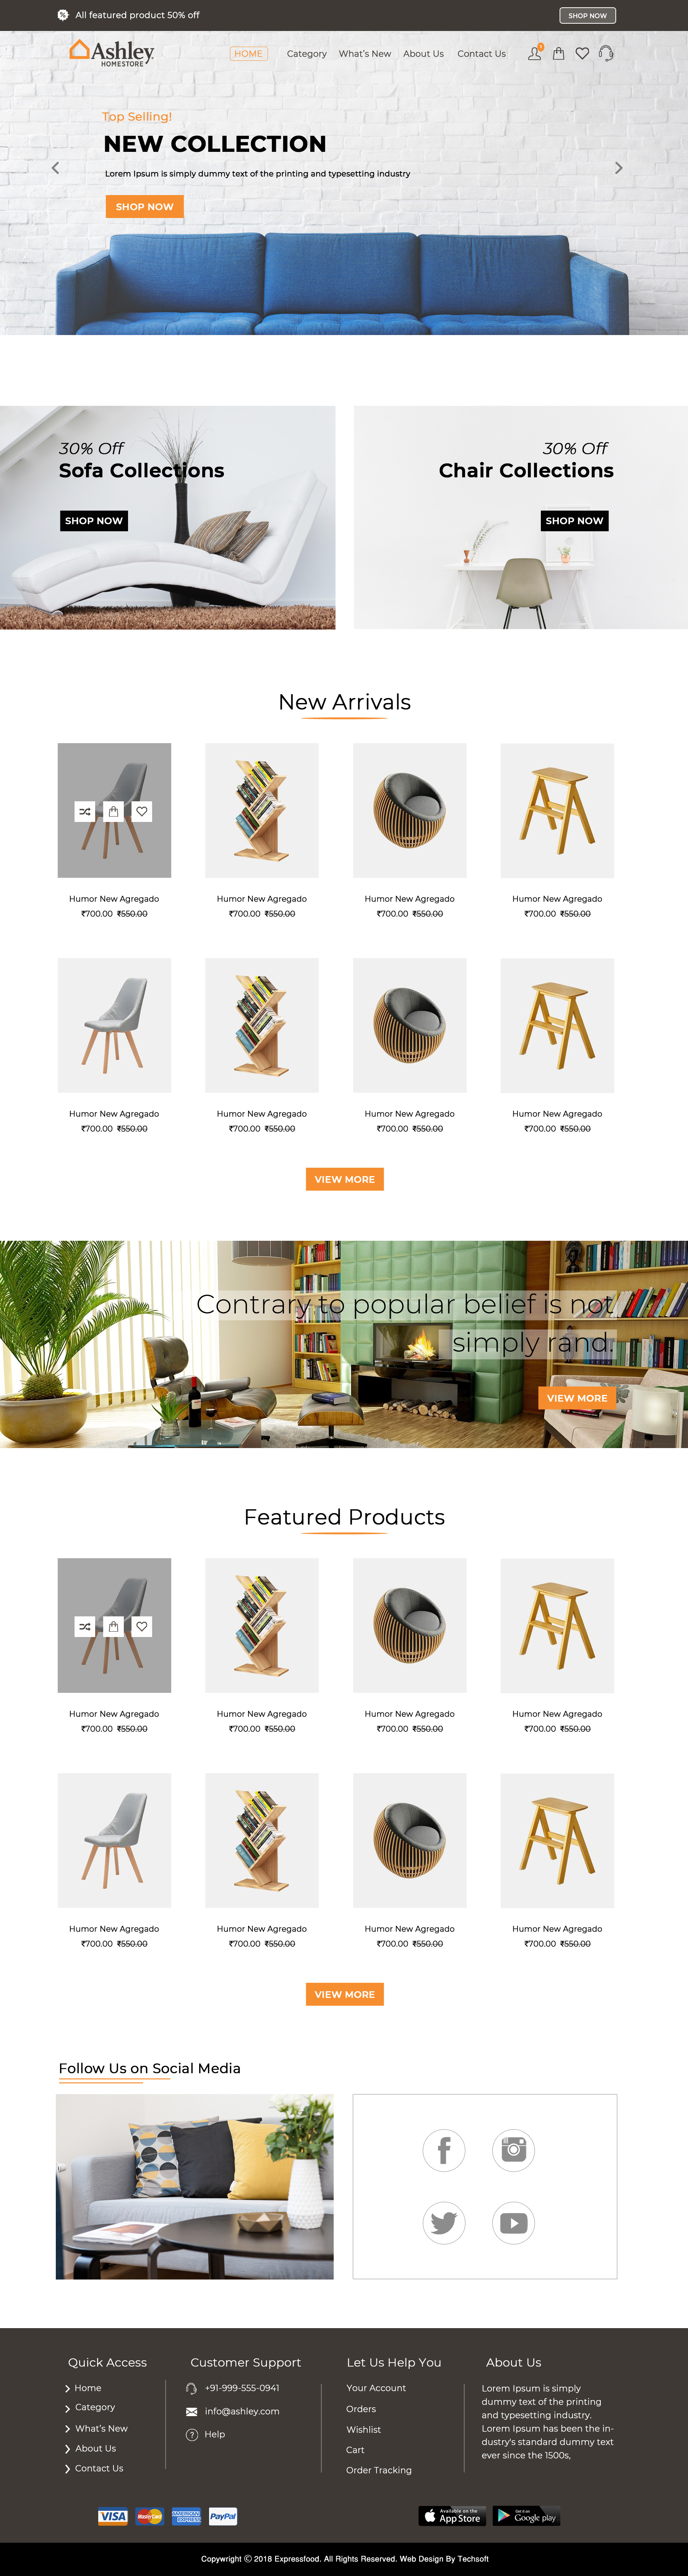 All featured product 50% off
SHOP NOW
Ashley
HOMESTORE
HOME Category What's New About Us Contact Us
Top Selling!
NEW COLLECTION
Lorem Ipsum is simply dummy text of the printing and typesetting industry
SHOP NOW
30% Off
Sofa Collections
SHOP NOW
30% Off
Chair Collections
SHOP NOW
New Arrivals
Humor New Agregado Humor New Agregado Humor New Agregado Humor New Agregado
₹700.00 ₹550.00 ₹700.00 ₹550.00 ₹700.00 ₹550.00 ₹700.00 ₹550.00
Humor New Agregado Humor New Agregado Humor New Agregado Humor New Agregado
₹700.00 ₹550.00 ₹700.00 ₹550.00 ₹700.00 ₹550.00 ₹700.00 ₹550.00
VIEW MORE
Contrary to popular belief is not
simply rand.
VIEW MORE
Featured Products
Humor New Agregado Humor New Agregado Humor New Agregado Humor New Agregado
₹700.00 ₹550.00 ₹700.00 ₹550.00 ₹700.00 ₹550.00 ₹700.00 ₹550.00
Humor New Agregado Humor New Agregado Humor New Agregado Humor New Agregado
₹700.00 ₹550.00 ₹700.00 ₹550.00 ₹700.00 ₹550.00 ₹700.00 ₹550.00
VIEW MORE
Follow Us on Social Media
Quick Access
Home
Category
What's New
About Us
Contact Us
Customer Support
+91-999-555-0941
info@ashley.com
Help
Let Us Help You
Your Account
Orders
Wishlist
Cart
Order Tracking
About Us
Lorem Ipsum is simply
dummy text of the printing
and typesetting industry.
Lorem Ipsum has been the in-
dustry's standard dummy text
ever since the 1500s,
VISA
MasterCard
AMERICAN
EXPRESS
PayPal
Available on the
App Store
Get it on
Google play
Copywright © 2018 Expressfood. All Rights Reserved. Web Design By Techsoft